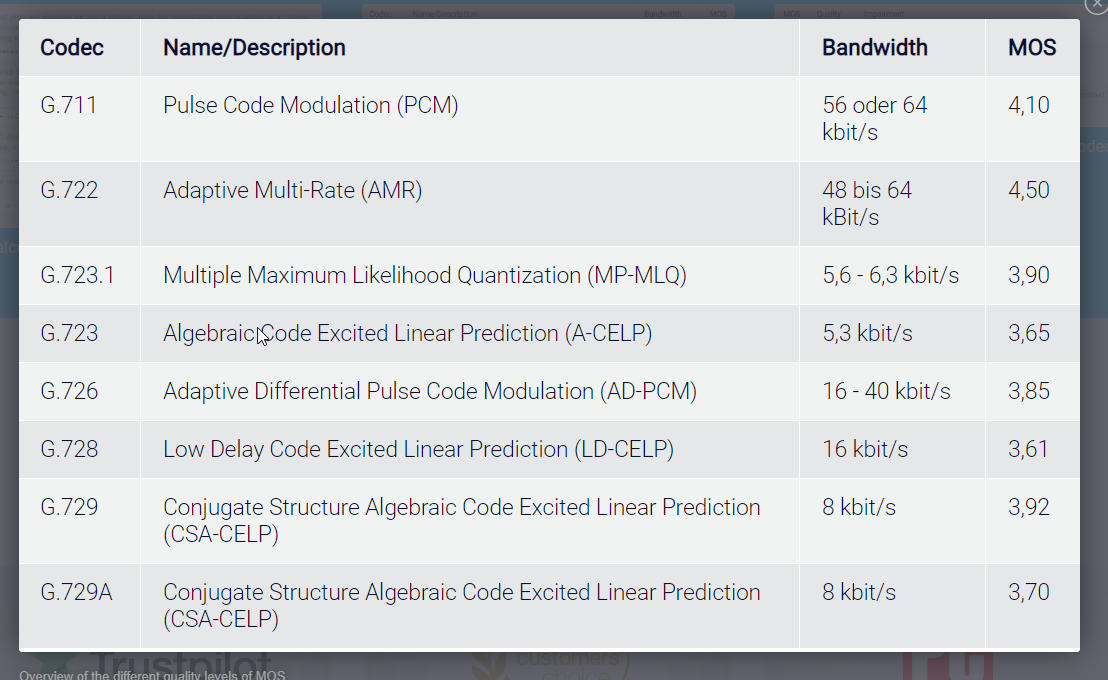 Codec Name/Description Bandwidth MOS
G.711 Pulse Code Modulation (PCM) 56 oder 64
kbit/s 4,10
G.722 Adaptive Multi-Rate (AMR) 48 bis 64
kBit/s 4,50
G.723.1 Multiple Maximum Likelihood Quantization (MP-MLQ) 5,6 - 6,3 kbit/s 3,90
G.723 Algebraic Code Excited Linear Prediction (A-CELP) 5,3 kbit/s 3,65
G.726 Adaptive Differential Pulse Code Modulation (AD-PCM) 16 - 40 kbit/s 3,85
G.728 Low Delay Code Excited Linear Prediction (LD-CELP) 16 kbit/s 3,61
G.729 Conjugate Structure Algebraic Code Excited Linear Prediction
(CSA-CELP) 8 kbit/s 3,92
G.729A Conjugate Structure Algebraic Code Excited Linear Prediction
(CSA-CELP) 8 kbit/s 3,70
Trustpilot
customers'
choice
Overview of the different quality levels of MOS